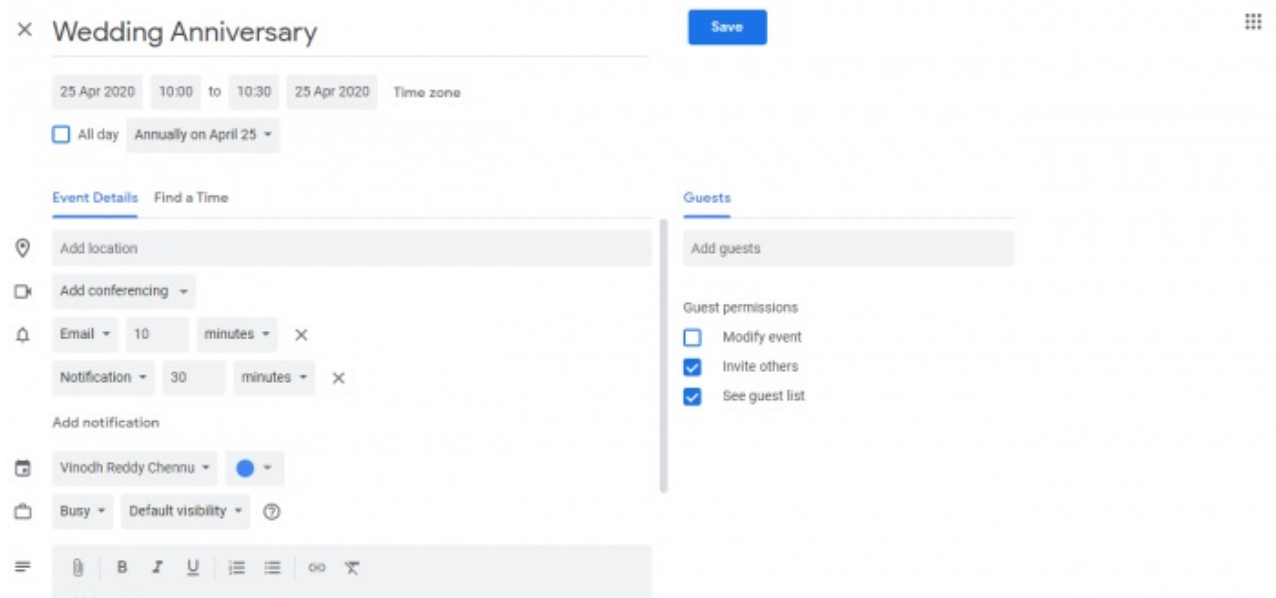 Wedding Anniversary
Save
25 Apr 2020 10:00 to 10:30 25 Apr 2020 Time zone
All day Annually on April 25
Event Details Find a Time
Guests
Add location
Add guests
Add conferencing
Guest permissions
Email 10 minutes
Modify event
Invite others
Notification 30 minutes
See guest list
Add notification
Vinodh Reddy Chennu
Busy Default visibility
B I U